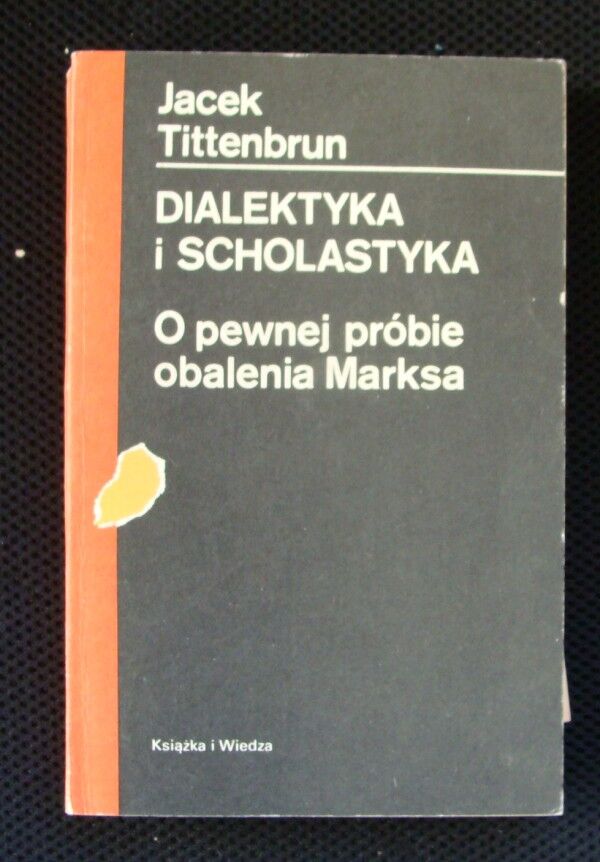 Jacek
Tittenbrun
DIALEKTYKA
i SCHOLASTYKA
O pewnej próbie
obalenia Marksa
Książka i Wiedza